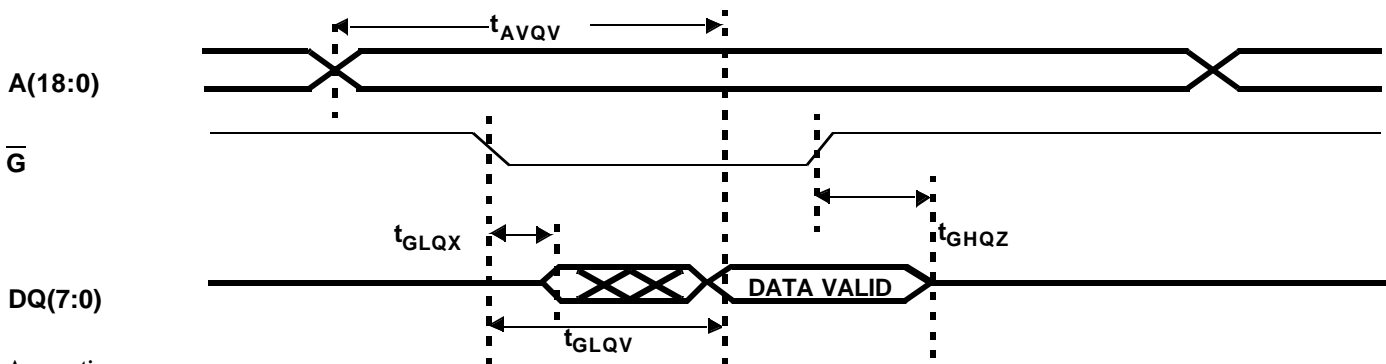 tAVQV
A(18:0)
G
tGLQX
tGHQZ
DQ(7:0)
DATA VALID
tGLQV